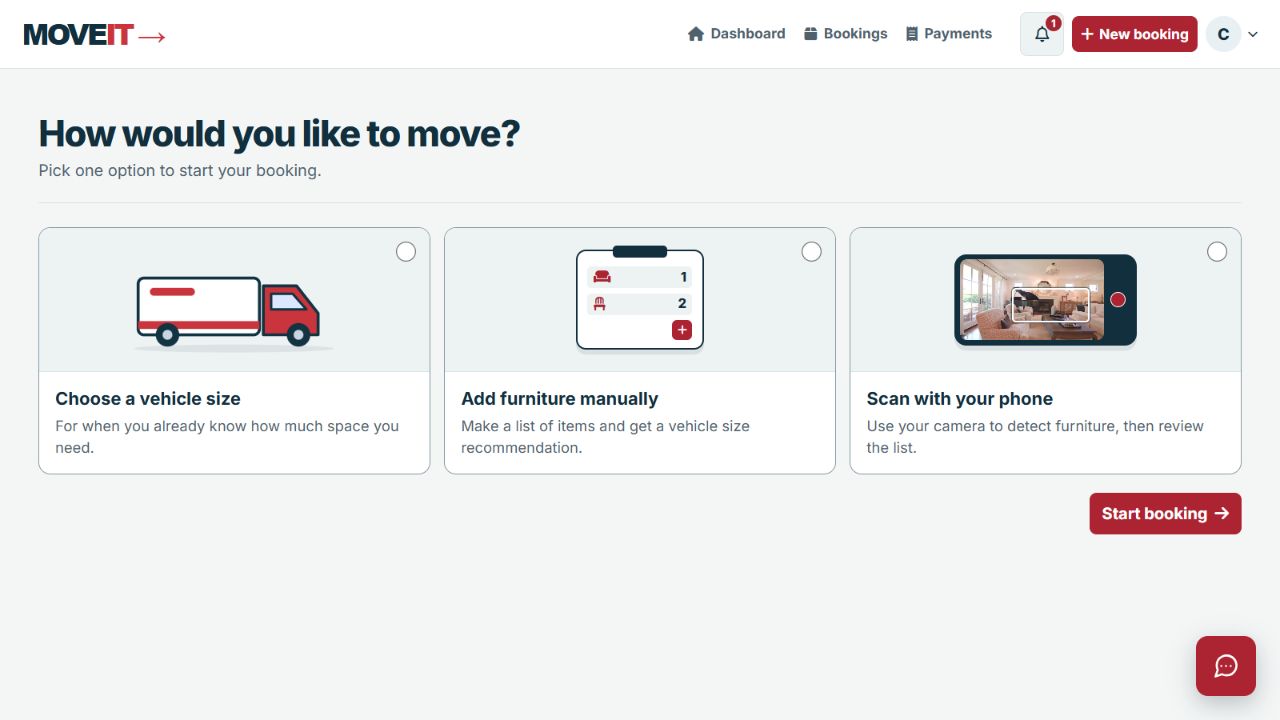 MOVEIT→
Dashboard
Bookings
Payments
1
+ New booking
C
How would you like to move?
Pick one option to start your booking.
1
2
+
Choose a vehicle size
For when you already know how much space you
need.
Add furniture manually
Make a list of items and get a vehicle size
recommendation.
Scan with your phone
Use your camera to detect furniture, then review
the list.
Start booking →